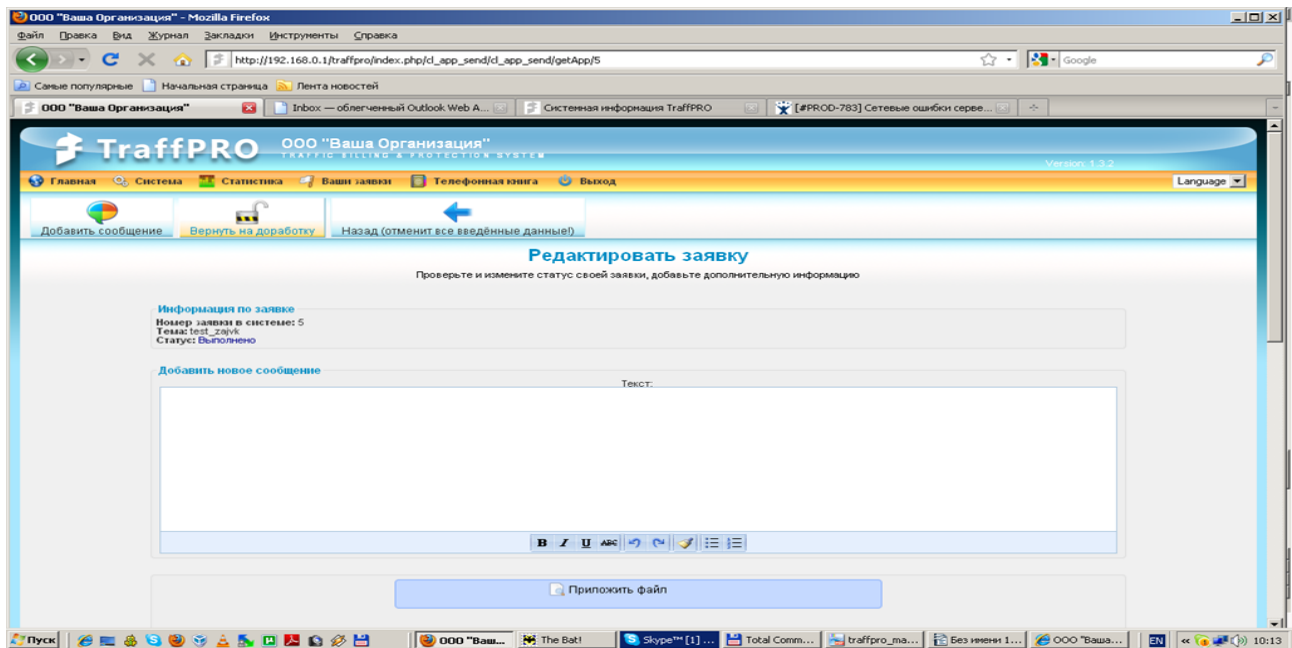 ООО "Ваша Организация" - Mozilla Firefox
Файл Правка Вид Журнал Закладки Инструменты Справка
http://192.168.0.1/traffpro/index.php/cl_app_send/cl_app_send/getApp/5 Google
Самые популярные Начальная страница Лента новостей
ООО "Ваша Организация" Inbox — облегченный Outlook Web A... Системная информация TraffPRO [#PROD-783] Сетевые ошибки серве...
TraffPRO ООО "Ваша Организация"
TRAFFIC BILLING & PROTECTION SYSTEM
Version: 1.3.2
Главная Система Статистика Ваши заявки Телефонная книга Выход Language
Добавить сообщение Вернуть на доработку Назад (отменит все введённые данные!)
Редактировать заявку
Проверьте и измените статус своей заявки, добавьте дополнительную информацию
Информация по заявке
Номер заявки в системе: 5
Тема: test_zajvk
Статус: Выполнено
Добавить новое сообщение
Текст:
B I U ABC
Приложить файл
Пуск ООО "Ваш... The Bat! Skype™ [1] ... Total Comm... traffpro_ma... Без имени 1... ООО "Ваша... EN 10:13